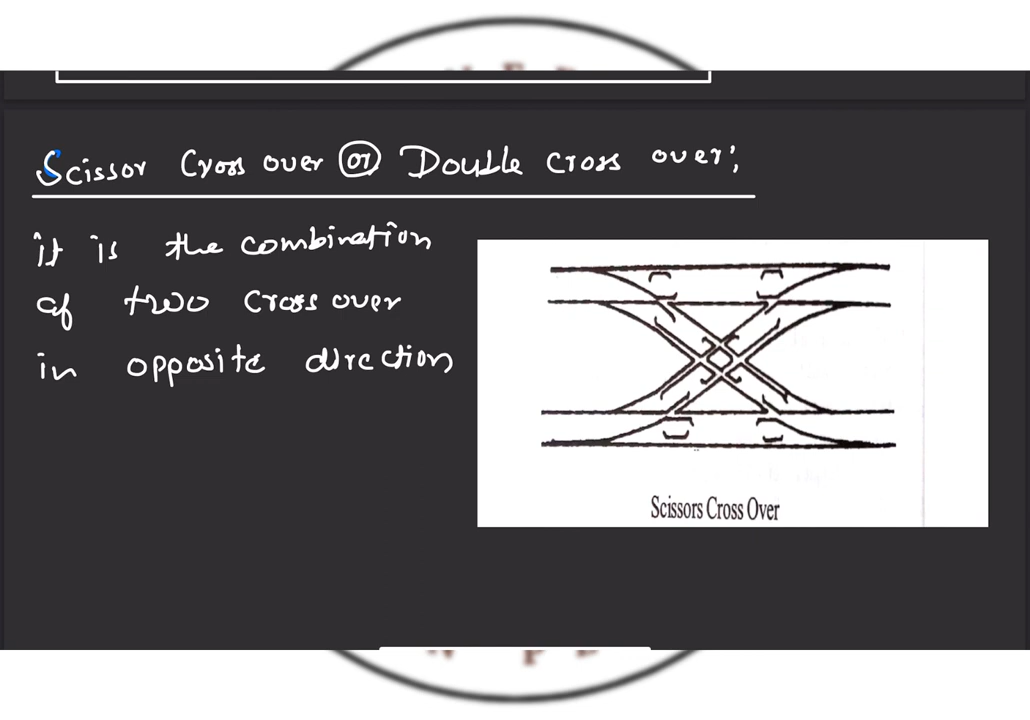 Scissor Cross over or Double cross over;
it is the combination
of two cross over
in opposite direction
Scissors Cross Over